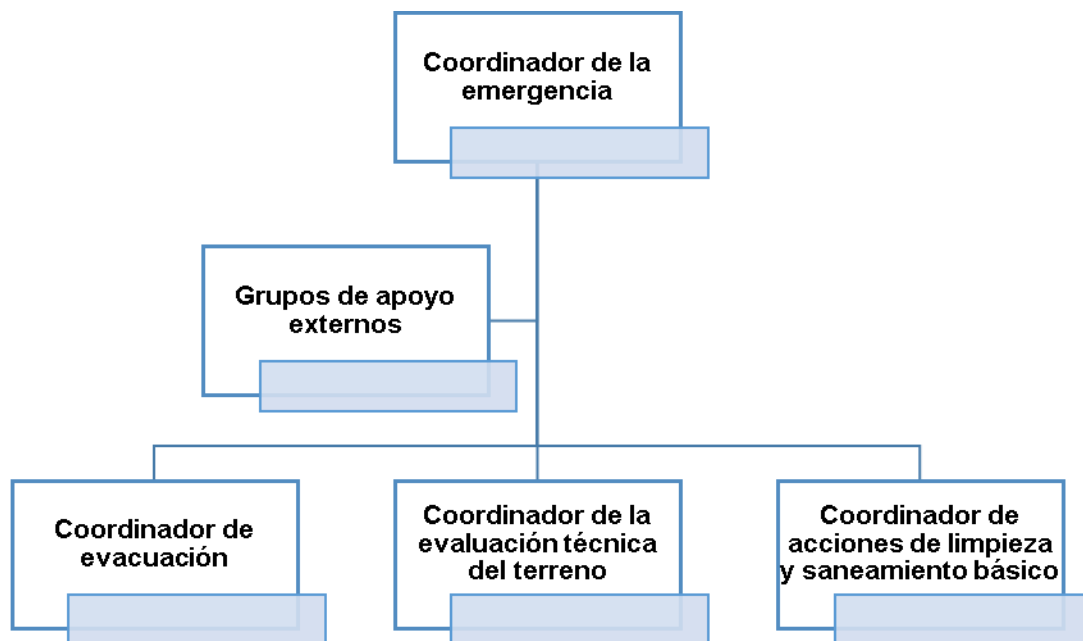 Coordinador de la
emergencia
Grupos de apoyo
externos
Coordinador de
evacuación
Coordinador de la
evaluación técnica
del terreno
Coordinador de
acciones de limpieza
y saneamiento básico